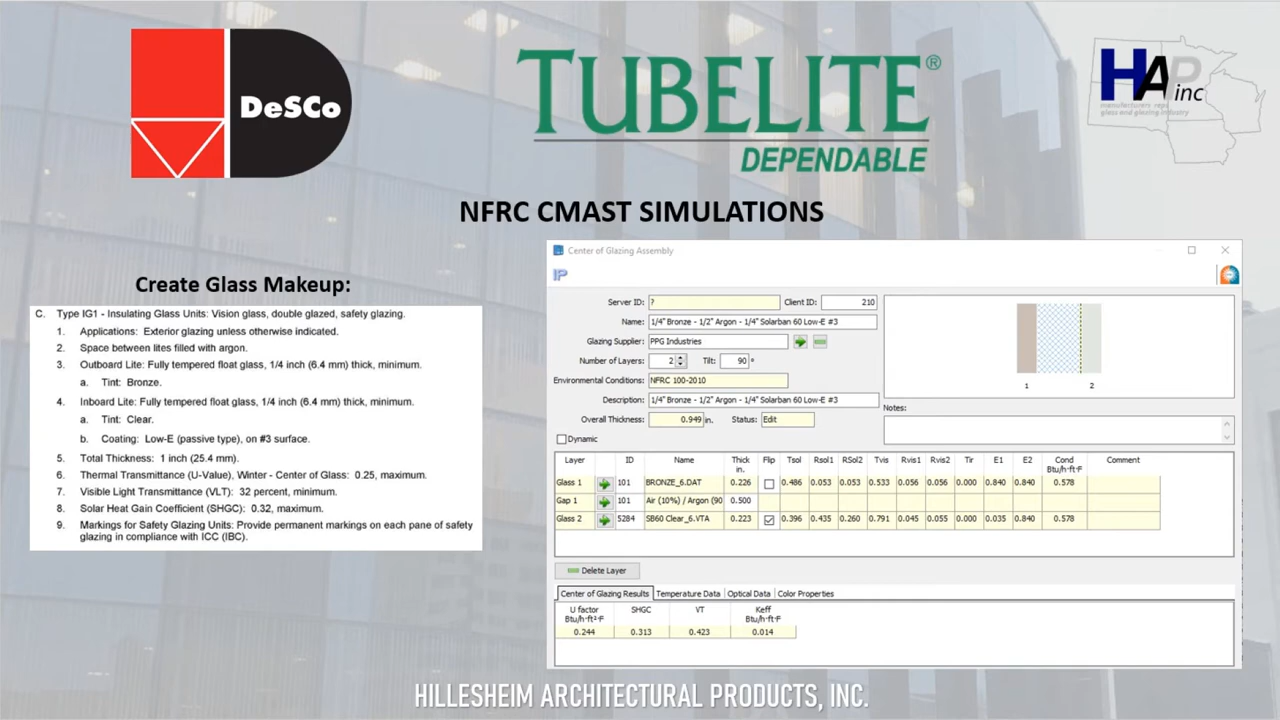 DeSCo
TUBELITE®
DEPENDABLE
HAP
inc
manufacturers reps
glass and glazing industry
NFRC CMAST SIMULATIONS
Create Glass Makeup:
C. Type IG1 - Insulating Glass Units: Vision glass, double glazed, safety glazing.
1. Applications: Exterior glazing unless otherwise indicated.
2. Space between lites filled with argon.
3. Outboard Lite: Fully tempered float glass, 1/4 inch (6.4 mm) thick, minimum.
a. Tint: Bronze.
4. Inboard Lite: Fully tempered float glass, 1/4 inch (6.4 mm) thick, minimum.
a. Tint: Clear.
b. Coating: Low-E (passive type), on #3 surface.
5. Total Thickness: 1 inch (25.4 mm).
6. Thermal Transmittance (U-Value), Winter - Center of Glass: 0.25, maximum.
7. Visible Light Transmittance (VLT): 32 percent, minimum.
8. Solar Heat Gain Coefficient (SHGC): 0.32, maximum.
9. Markings for Safety Glazing Units: Provide permanent markings on each pane of safety
glazing in compliance with ICC (IBC).
Center of Glazing Assembly
IP
Server ID: ? Client ID: 210
Name: 1/4" Bronze - 1/2" Argon - 1/4" Solarban 60 Low-E #3
Glazing Supplier: PPG Industries
Number of Layers: 2 Tilt: 90 °
Environmental Conditions: NFRC 100-2010
Description: 1/4" Bronze - 1/2" Argon - 1/4" Solarban 60 Low-E #3
Overall Thickness: 0.949 in. Status: Edit
Dynamic
1 2
Notes:
Layer ID Name Thick Flip Tsol Rsol1 RSol2 Tvis Rvis1 Rvis2 Tir E1 E2 Cond Comment
in. Btu/h·ft·F
Glass 1 101 BRONZE_6.DAT 0.226 0.486 0.053 0.053 0.533 0.056 0.056 0.000 0.840 0.840 0.578
Gap 1 101 Air (10%) / Argon (90 0.500
Glass 2 5284 SB60 Clear_6.VTA 0.223 0.396 0.435 0.260 0.791 0.045 0.055 0.000 0.035 0.840 0.578
Delete Layer
Center of Glazing Results Temperature Data Optical Data Color Properties
U factor SHGC VT Keff
Btu/h·ft²·F Btu/h·ft·F
0.244 0.313 0.423 0.014
HILLESHEIM ARCHITECTURAL PRODUCTS, INC.